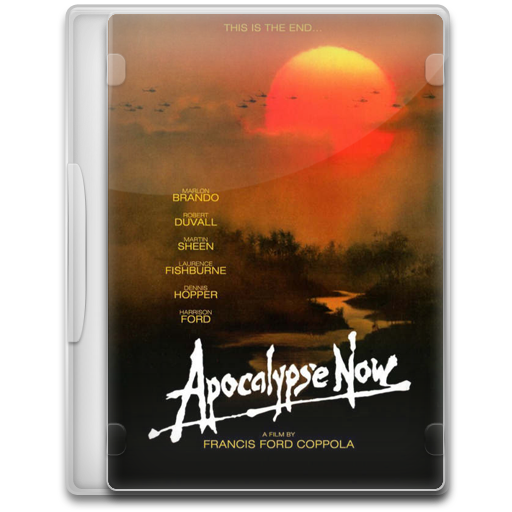 THIS IS THE END...
MARLON
BRANDO
ROBERT
DUVALL
MARTIN
SHEEN
LAURENCE
FISHBURNE
DENNIS
HOPPER
HARRISON
FORD
Apocalypse Now
A FILM BY
FRANCIS FORD COPPOLA